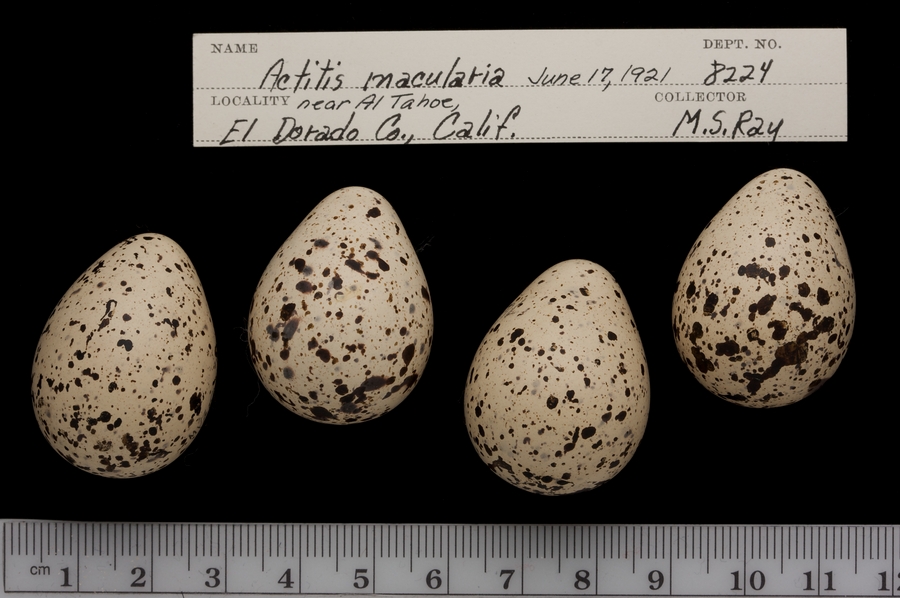 NAME DEPT. NO.
Actitis macularia June 17, 1921 8224
LOCALITY near Al Tahoe, COLLECTOR
El Dorado Co., Calif. M.S. Ray
cm 1 2 3 4 5 6 7 8 9 10 11